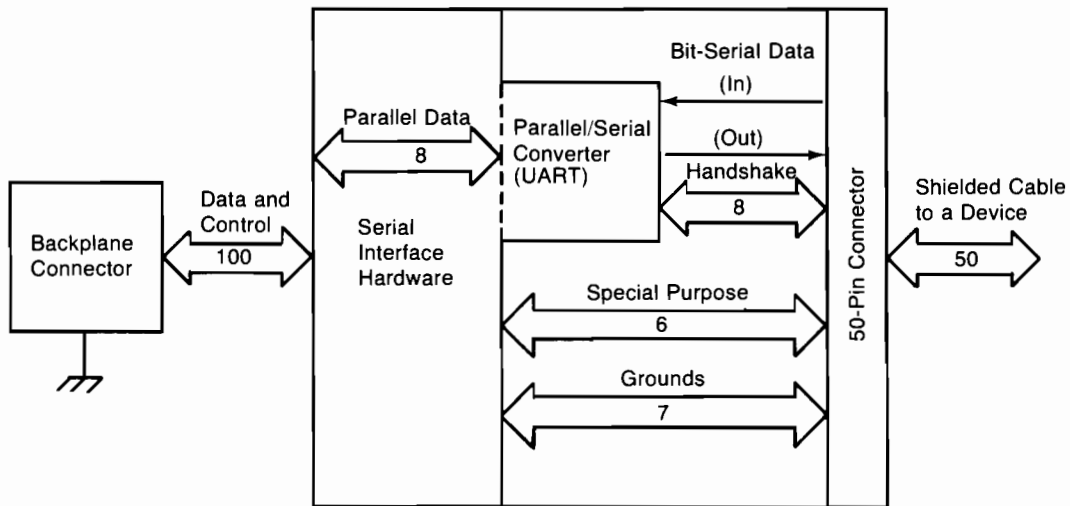 Backplane
Connector
Data and
Control
100
Parallel Data
8
Serial
Interface
Hardware
Parallel/Serial
Converter
(UART)
Bit-Serial Data
(In)
(Out)
Handshake
8
Special Purpose
6
Grounds
7
50-Pin Connector
Shielded Cable
to a Device
50